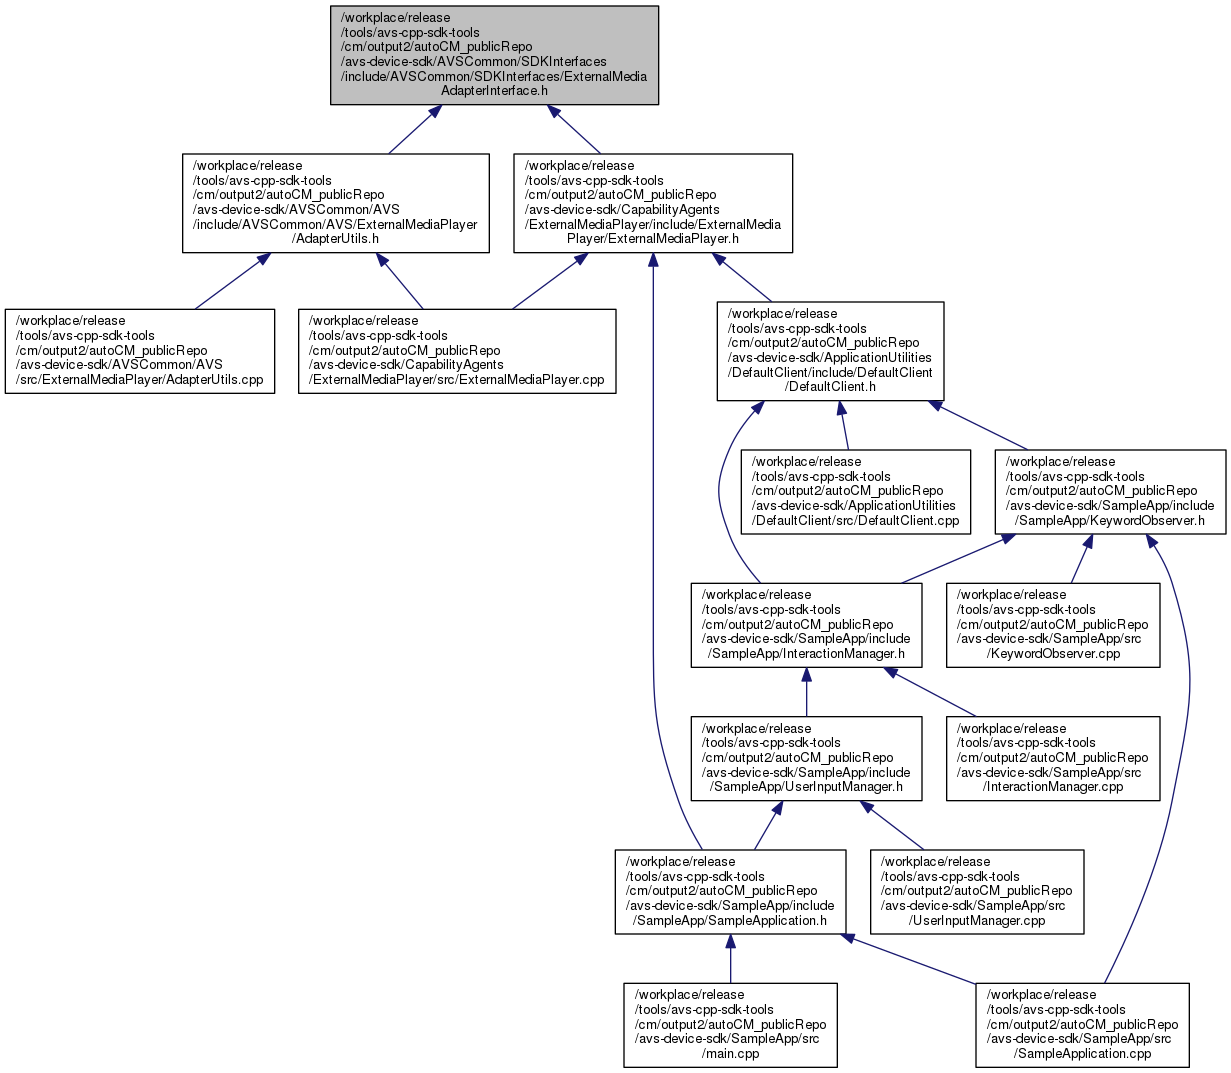 /workplace/release
/tools/avs-cpp-sdk-tools
/cm/output2/autoCM_publicRepo
/avs-device-sdk/AVSCommon/SDKInterfaces
/include/AVSCommon/SDKInterfaces/ExternalMedia
AdapterInterface.h
/workplace/release
/tools/avs-cpp-sdk-tools
/cm/output2/autoCM_publicRepo
/avs-device-sdk/AVSCommon/AVS
/include/AVSCommon/AVS/ExternalMediaPlayer
/AdapterUtils.h
/workplace/release
/tools/avs-cpp-sdk-tools
/cm/output2/autoCM_publicRepo
/avs-device-sdk/CapabilityAgents
/ExternalMediaPlayer/include/ExternalMedia
Player/ExternalMediaPlayer.h
/workplace/release
/tools/avs-cpp-sdk-tools
/cm/output2/autoCM_publicRepo
/avs-device-sdk/AVSCommon/AVS
/src/ExternalMediaPlayer/AdapterUtils.cpp
/workplace/release
/tools/avs-cpp-sdk-tools
/cm/output2/autoCM_publicRepo
/avs-device-sdk/CapabilityAgents
/ExternalMediaPlayer/src/ExternalMediaPlayer.cpp
/workplace/release
/tools/avs-cpp-sdk-tools
/cm/output2/autoCM_publicRepo
/avs-device-sdk/ApplicationUtilities
/DefaultClient/include/DefaultClient
/DefaultClient.h
/workplace/release
/tools/avs-cpp-sdk-tools
/cm/output2/autoCM_publicRepo
/avs-device-sdk/ApplicationUtilities
/DefaultClient/src/DefaultClient.cpp
/workplace/release
/tools/avs-cpp-sdk-tools
/cm/output2/autoCM_publicRepo
/avs-device-sdk/SampleApp/include
/SampleApp/KeywordObserver.h
/workplace/release
/tools/avs-cpp-sdk-tools
/cm/output2/autoCM_publicRepo
/avs-device-sdk/SampleApp/include
/SampleApp/InteractionManager.h
/workplace/release
/tools/avs-cpp-sdk-tools
/cm/output2/autoCM_publicRepo
/avs-device-sdk/SampleApp/src
/KeywordObserver.cpp
/workplace/release
/tools/avs-cpp-sdk-tools
/cm/output2/autoCM_publicRepo
/avs-device-sdk/SampleApp/include
/SampleApp/UserInputManager.h
/workplace/release
/tools/avs-cpp-sdk-tools
/cm/output2/autoCM_publicRepo
/avs-device-sdk/SampleApp/src
/InteractionManager.cpp
/workplace/release
/tools/avs-cpp-sdk-tools
/cm/output2/autoCM_publicRepo
/avs-device-sdk/SampleApp/include
/SampleApp/SampleApplication.h
/workplace/release
/tools/avs-cpp-sdk-tools
/cm/output2/autoCM_publicRepo
/avs-device-sdk/SampleApp/src
/UserInputManager.cpp
/workplace/release
/tools/avs-cpp-sdk-tools
/cm/output2/autoCM_publicRepo
/avs-device-sdk/SampleApp/src
/main.cpp
/workplace/release
/tools/avs-cpp-sdk-tools
/cm/output2/autoCM_publicRepo
/avs-device-sdk/SampleApp/src
/SampleApplication.cpp